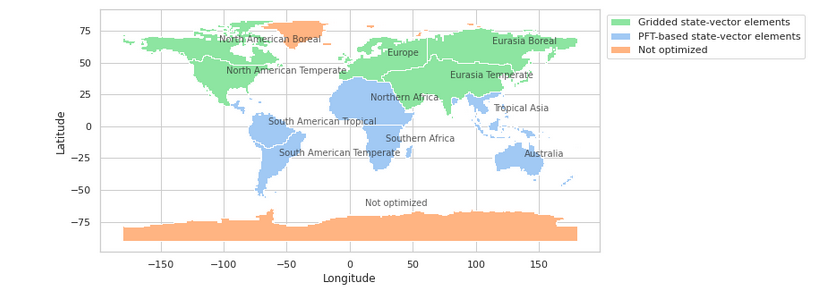 Gridded state-vector elements
PFT-based state-vector elements
Not optimized
75
50
25
0
−25
−50
−75
Latitude
North American Boreal
Eurasia Boreal
Europe
North American Temperate
Eurasia Temperate
Northern Africa
Tropical Asia
South American Tropical
Southern Africa
South American Temperate
Australia
Not optimized
−150
−100
−50
0
50
100
150
Longitude